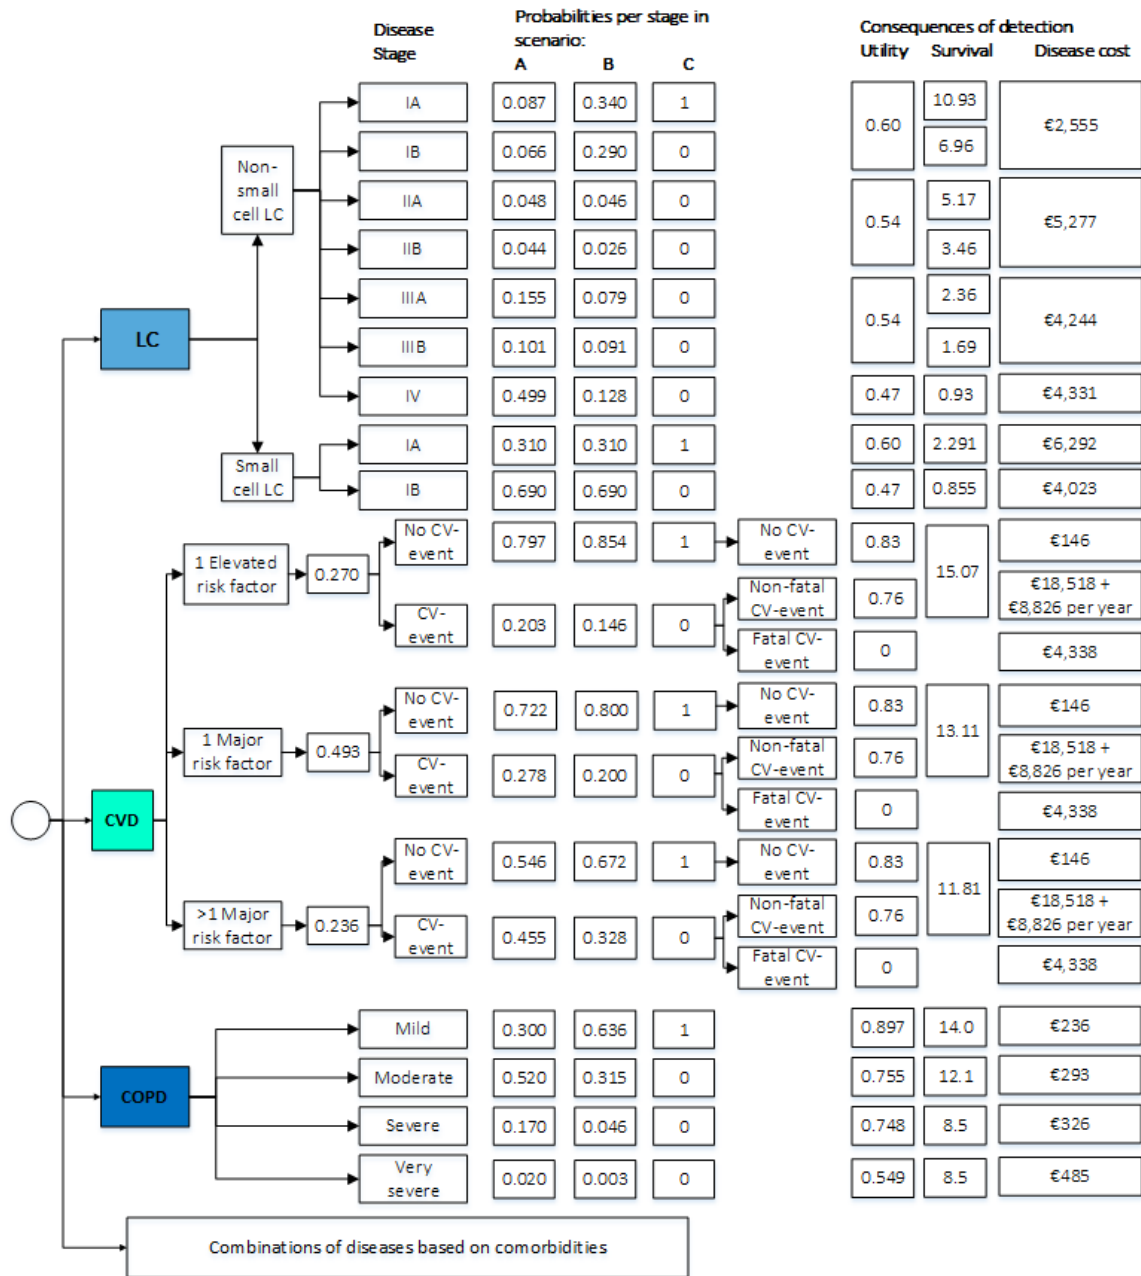 Disease
Stage
Probabilities per stage in
scenario:
A B C
Consequences of detection
Utility Survival Disease cost
Non-
small
cell LC
IA 0.087 0.340 1 0.60 10.93 €2,555
IB 0.066 0.290 0 6.96
IIA 0.048 0.046 0 0.54 5.17 €5,277
IIB 0.044 0.026 0 3.46
IIIA 0.155 0.079 0 0.54 2.36 €4,244
LC
IIIB 0.101 0.091 0 1.69
IV 0.499 0.128 0 0.47 0.93 €4,331
Small
cell LC
IA 0.310 0.310 1 0.60 2.291 €6,292
IB 0.690 0.690 0 0.47 0.855 €4,023
1 Elevated
risk factor
0.270
No CV-
event
0.797 0.854 1
No CV-
event
0.83 15.07 €146
CV-
event
0.203 0.146 0
Non-fatal
CV-event
0.76
€18,518 +
€8,826 per year
Fatal CV-
event
0 €4,338
1 Major
risk factor
0.493
No CV-
event
0.722 0.800 1
No CV-
event
0.83 13.11 €146
CV-
event
0.278 0.200 0
Non-fatal
CV-event
0.76
€18,518 +
€8,826 per year
Fatal CV-
event
0 €4,338
CVD
>1 Major
risk factor
0.236
No CV-
event
0.546 0.672 1
No CV-
event
0.83 11.81 €146
CV-
event
0.455 0.328 0
Non-fatal
CV-event
0.76
€18,518 +
€8,826 per year
Fatal CV-
event
0 €4,338
COPD
Mild 0.300 0.636 1 0.897 14.0 €236
Moderate 0.520 0.315 0 0.755 12.1 €293
Severe 0.170 0.046 0 0.748 8.5 €326
Very
severe
0.020 0.003 0 0.549 8.5 €485
Combinations of diseases based on comorbidities